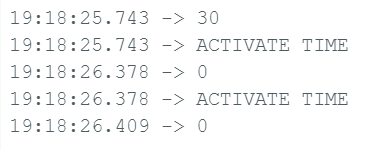 19:18:25.743 -> 30
19:18:25.743 -> ACTIVATE TIME
19:18:26.378 -> 0
19:18:26.378 -> ACTIVATE TIME
19:18:26.409 -> 0